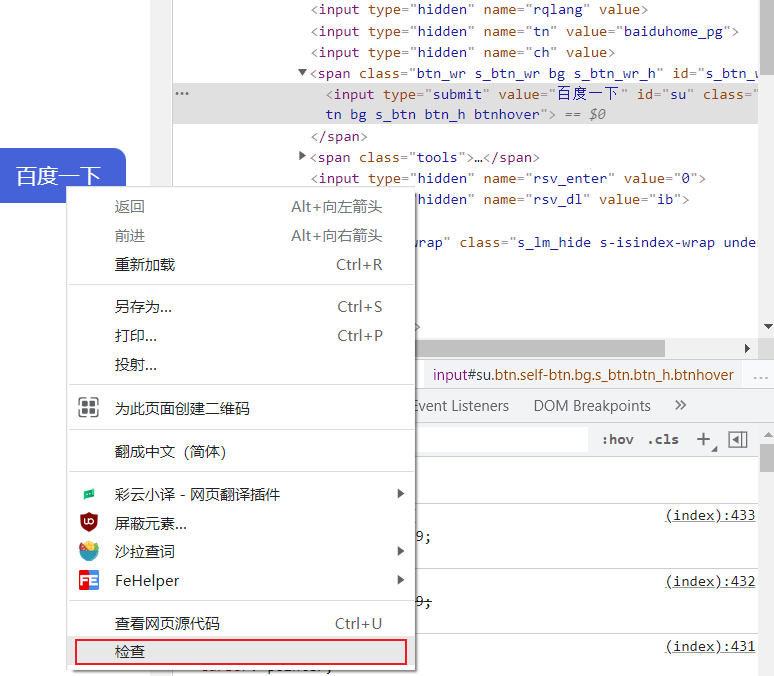 <input type="hidden" name="rqlang" value>
<input type="hidden" name="tn" value="baiduhome_pg">
<input type="hidden" name="ch" value>
<span class="btn_wr s_btn_wr bg s_btn_wr_h" id="s_btn_w
<input type="submit" value="百度一下" id="su" class="
tn bg s_btn btn_h btnhover"> == $0
</span>
<span class="tools">…</span>
<input type="hidden" name="rsv_enter" value="0">
hidden" name="rsv_dl" value="ib">
wrap" class="s_lm_hide s-isindex-wrap unde
>
百度一下
返回 Alt+向左箭头
前进 Alt+向右箭头
重新加载 Ctrl+R
另存为... Ctrl+S
打印... Ctrl+P
投射...
为此页面创建二维码
翻成中文（简体）
彩云小译 - 网页翻译插件
屏蔽元素...
沙拉查词
FeHelper
查看网页源代码 Ctrl+U
检查
input#su.btn.self-btn.bg.s_btn.btn_h.btnhover ...
Event Listeners DOM Breakpoints »
:hov .cls +
(index):433
9;
(index):432
9;
(index):431